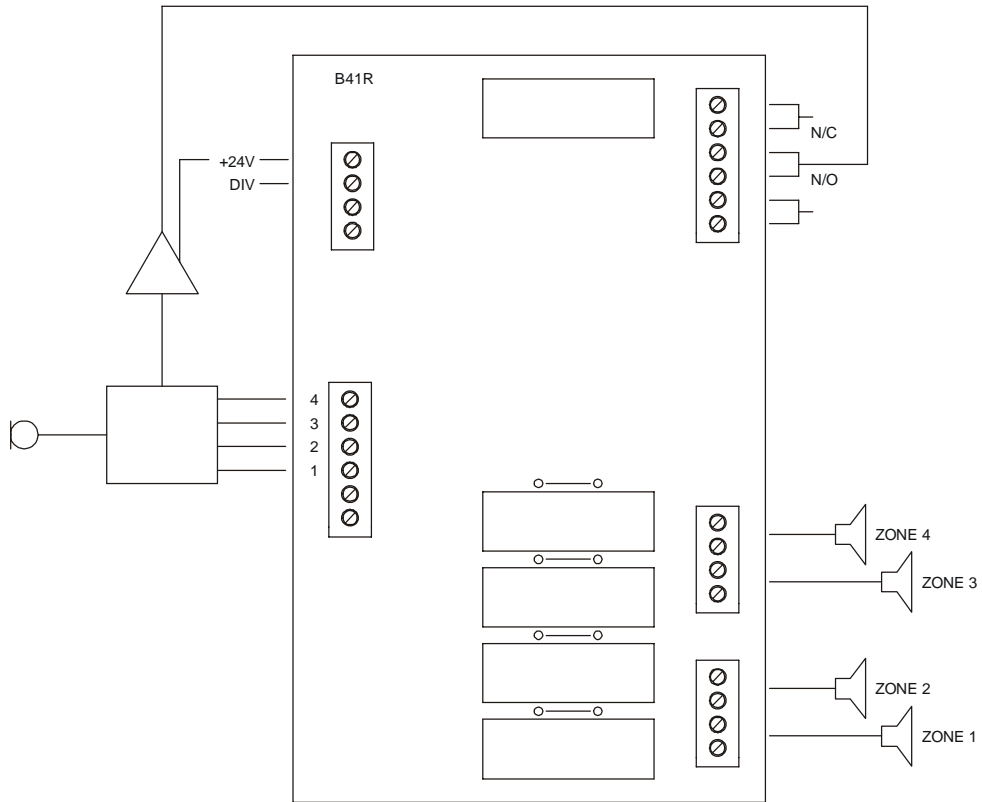 B41R
N/C
+24V
DIV
N/O
4
3
2
1
ZONE 4
ZONE 3
ZONE 2
ZONE 1